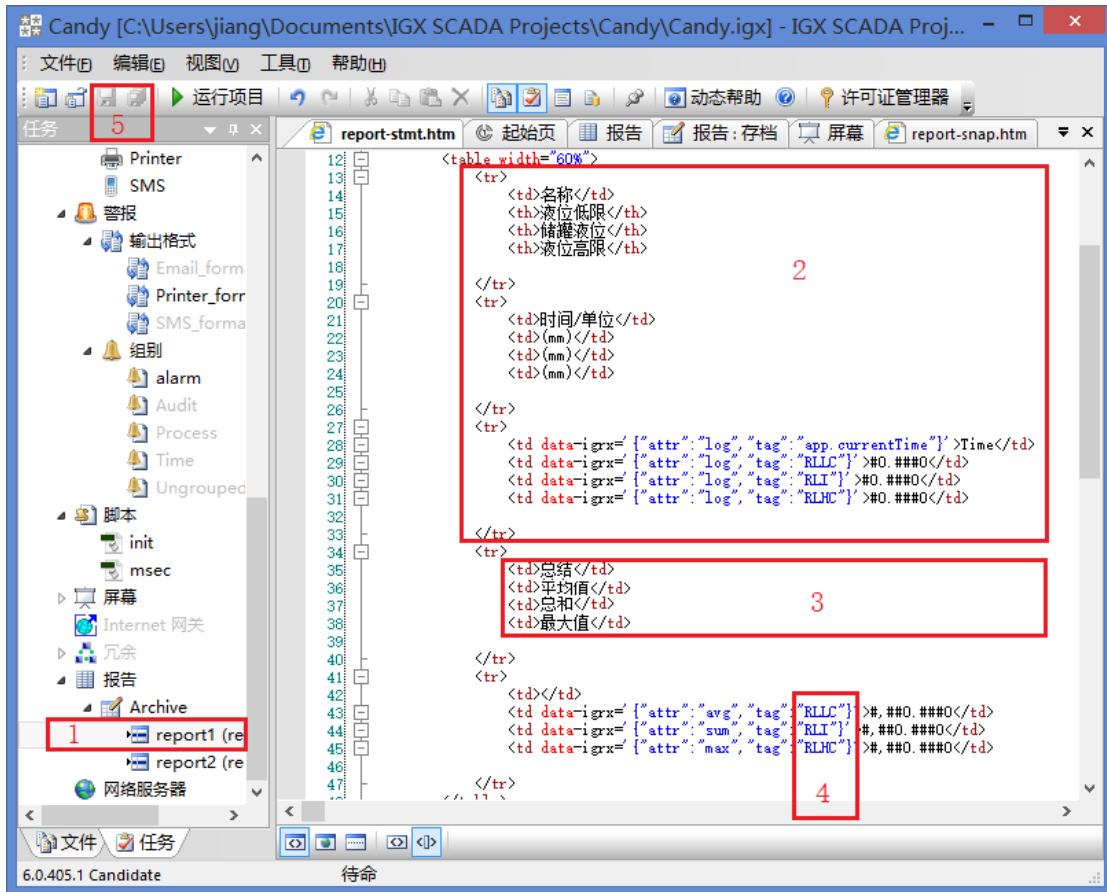 Candy [C:\Users\jiang\Documents\IGX SCADA Projects\Candy\Candy.igx] - IGX SCADA Proj...
文件(F) 编辑(E) 视图(V) 工具(T) 帮助(H)
运行项目 动态帮助 许可证管理器
5
任务
report-stmt.htm 起始页 报告 报告:存档 屏幕 report-snap.htm
Printer
SMS
警报
输出格式
Email_form
Printer_forr
SMS_forma
组别
alarm
Audit
Process
Time
Ungrouped
脚本
init
msec
屏幕
Internet 网关
冗余
报告
Archive
1 report1 (re
report2 (re
网络服务器
文件 任务
12 <table width="60%">
13 <tr>
14 <td>名称</td>
15 <th>液位低限</th>
16 <th>储罐液位</th>
17 <th>液位高限</th>
18
19 </tr>
20 <tr>
21 <td>时间/单位</td>
22 <td>(mm)</td>
23 <td>(mm)</td>
24 <td>(mm)</td>
25
26 </tr>
27 <tr>
28 <td data-igrx='{"attr":"log","tag":"app.currentTime"}'>Time</td>
29 <td data-igrx='{"attr":"log","tag":"RLLC"}'>#0.###0</td>
30 <td data-igrx='{"attr":"log","tag":"RLI"}'>#0.###0</td>
31 <td data-igrx='{"attr":"log","tag":"RLHC"}'>#0.###0</td>
32
33 </tr>
34 <tr>
35 <td>总结</td>
36 <td>平均值</td>
37 <td>总和</td>
38 <td>最大值</td>
39
40 </tr>
41 <tr>
42 <td></td>
43 <td data-igrx='{"attr":"avg","tag":"RLLC"}'>#,##0.###0</td>
44 <td data-igrx='{"attr":"sum","tag":"RLI"}'>#,##0.###0</td>
45 <td data-igrx='{"attr":"max","tag":"RLHC"}'>#,##0.###0</td>
46
47 </tr>
2
3
4
6.0.405.1 Candidate 待命